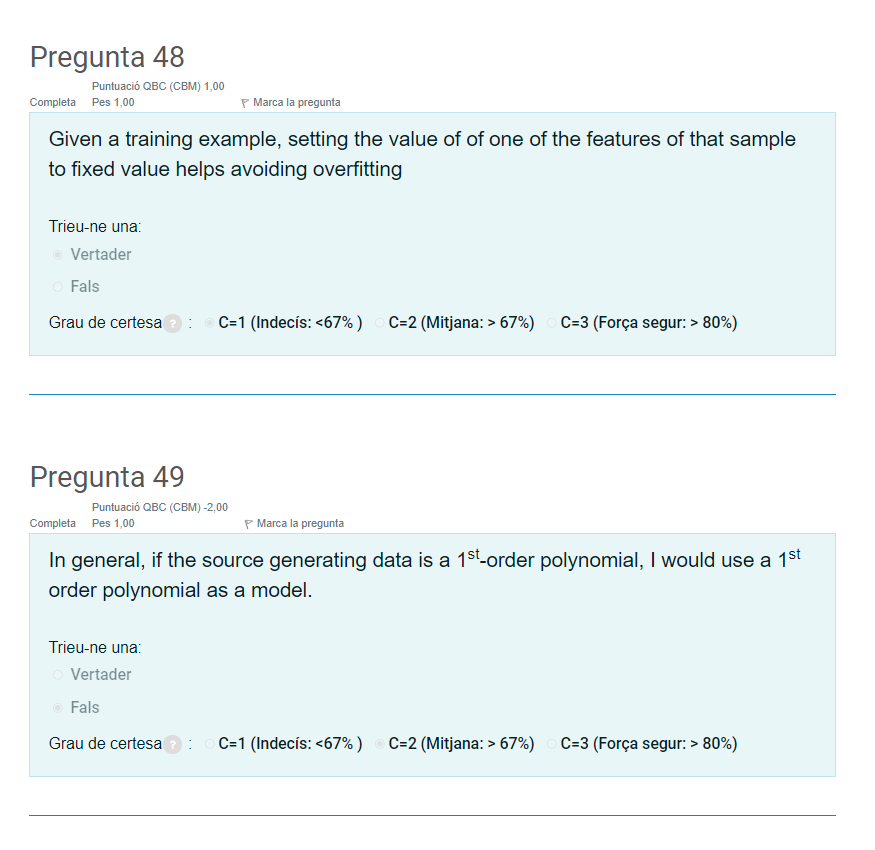 Pregunta 48
Puntuació QBC (CBM) 1,00
Completa Pes 1,00 Marca la pregunta
Given a training example, setting the value of of one of the features of that sample
to fixed value helps avoiding overfitting
Trieu-ne una:
Vertader
Fals
Grau de certesa ? : C=1 (Indecís: <67% ) C=2 (Mitjana: > 67%) C=3 (Força segur: > 80%)
Pregunta 49
Puntuació QBC (CBM) -2,00
Completa Pes 1,00 Marca la pregunta
In general, if the source generating data is a 1st-order polynomial, I would use a 1st
order polynomial as a model.
Trieu-ne una:
Vertader
Fals
Grau de certesa ? : C=1 (Indecís: <67% ) C=2 (Mitjana: > 67%) C=3 (Força segur: > 80%)